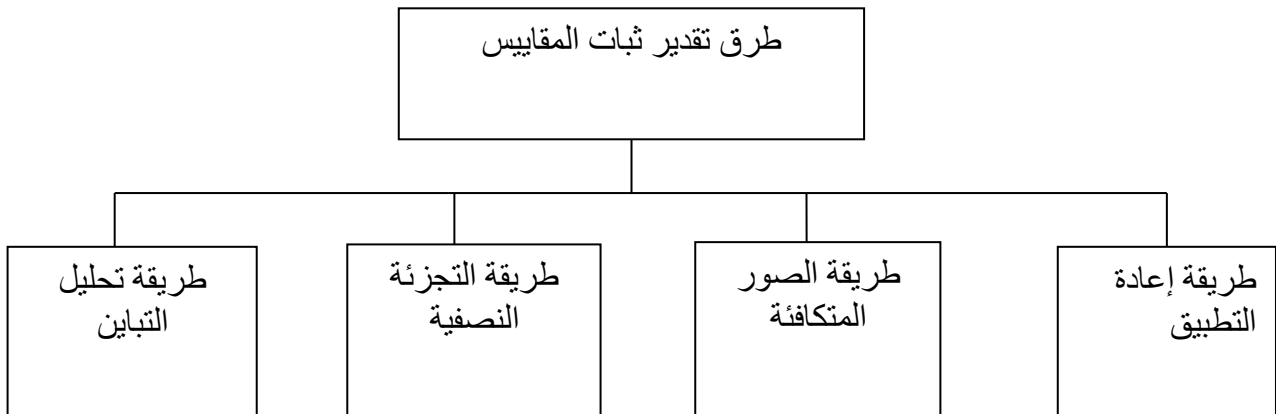 طرق تقدير ثبات المقاييس
طريقة إعادة
التطبيق
طريقة الصور
المتكافئة
طريقة التجزئة
النصفية
طريقة تحليل
التباين